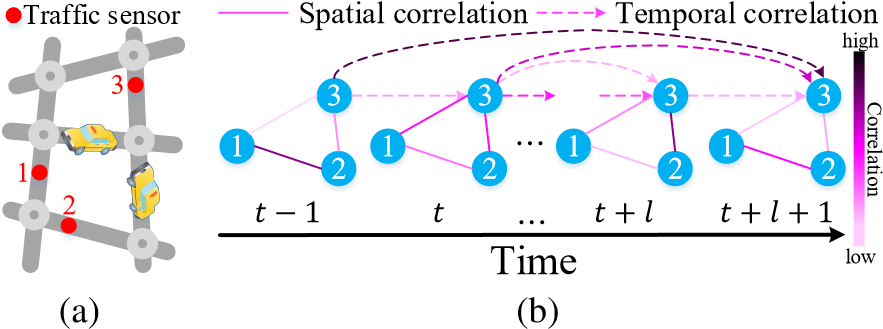 Traffic sensor
3
1
2
(a)
Spatial correlation
Temporal correlation
high
Correlation
low
3 3 3 3
1 1 ... 1 1
2 2 2 2
t − 1 t ... t + l t + l + 1
Time
(b)